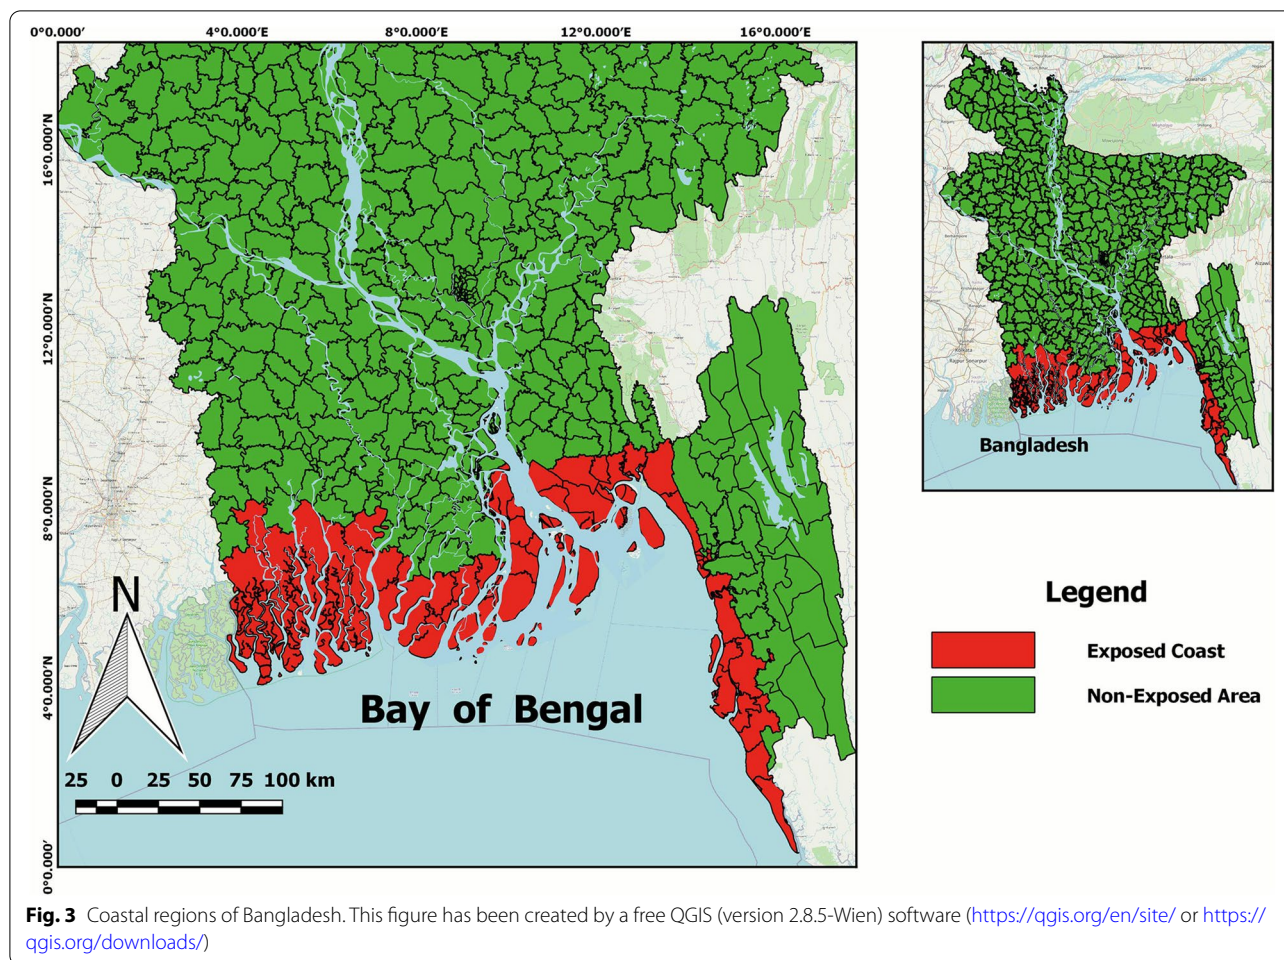 0°0.000′E 4°0.000′E 8°0.000′E 12°0.000′E 16°0.000′E
16°0.000′N
12°0.000′N
8°0.000′N
4°0.000′N
0°0.000′
N
Bay of Bengal
25 0 25 50 75 100 km
Bangladesh
Legend
Exposed Coast
Non-Exposed Area
Fig. 3 Coastal regions of Bangladesh. This figure has been created by a free QGIS (version 2.8.5-Wien) software (https://qgis.org/en/site/ or https://
qgis.org/downloads/)